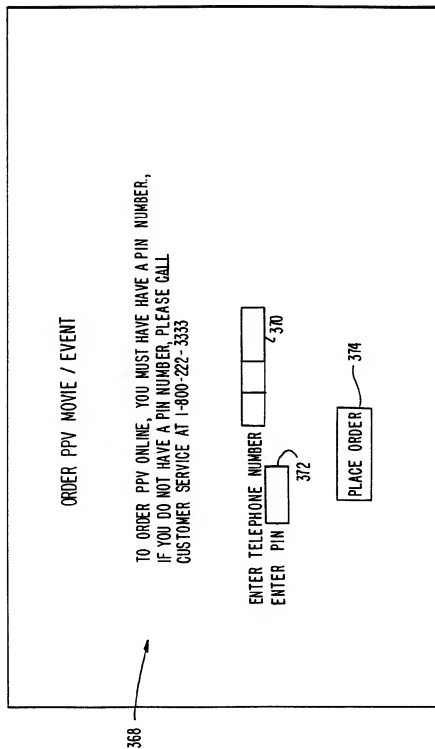 ORDER PPV MOVIE / EVENT
TO ORDER PPV ONLINE, YOU MUST HAVE HAVE A PIN NUMBER,
IF YOU DO NOT HAVE A PIN NUMBER, PLEASE CALL
CUSTOMER SERVICE AT 1-800-222-3333
368
ENTER TELEPHONE NUMBER
370
ENTER PIN
372
PLACE ORDER
374